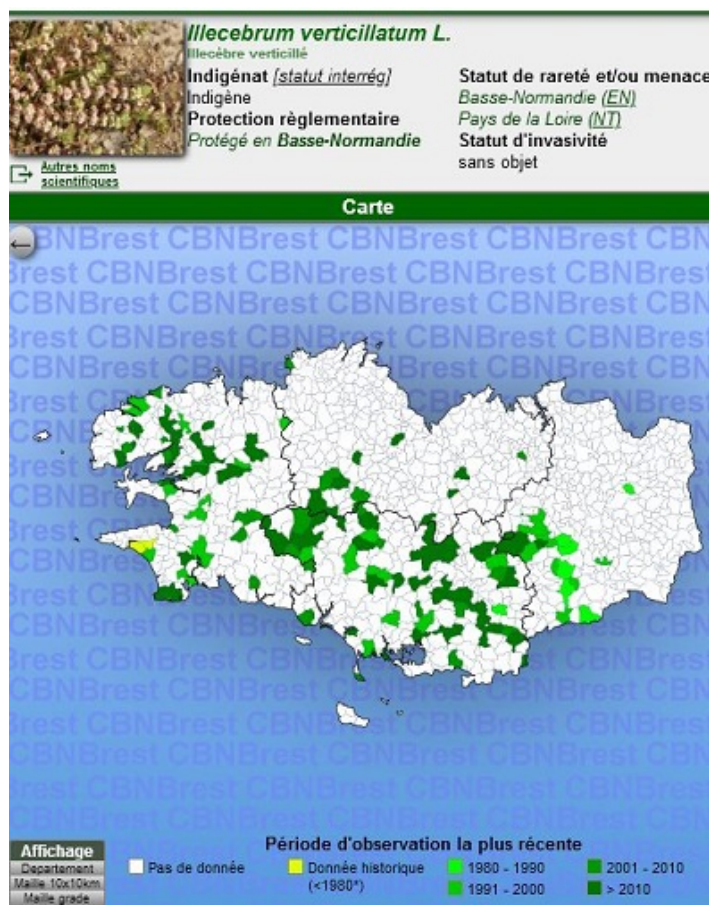 Illecebrum verticillatum L.
Illecèbre verticillé
Indigénat [statut interrég]
Indigène
Protection règlementaire
Protégé en Basse-Normandie
Statut de rareté et/ou menace
Basse-Normandie (EN)
Pays de la Loire (NT)
Statut d'invasivité
sans objet
Autres noms
scientifiques
Carte
CBNBrest CBNBrest CBNBrest CBNBrest CBN
Affichage
Departement
Maille 10x10km
Maille grade
Période d'observation la plus récente
Pas de donnée
Donnée historique
(<1980*)
1980 - 1990
1991 - 2000
2001 - 2010
> 2010